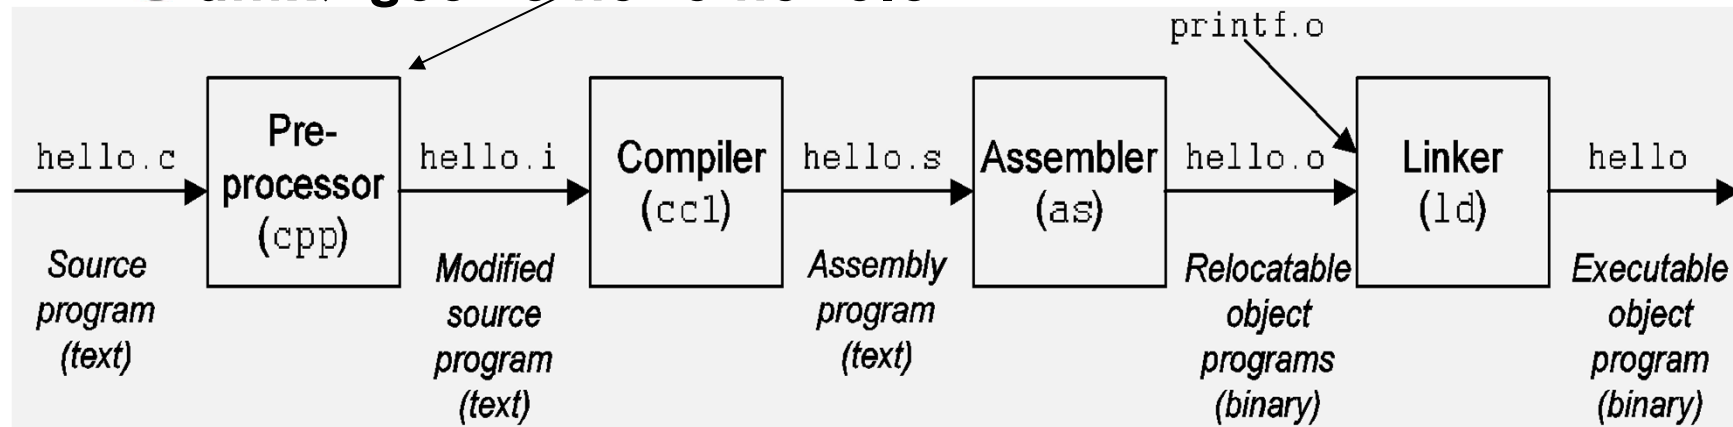 printf.o
hello.c
Pre-
processor
(cpp)
hello.i
Compiler
(cc1)
hello.s
Assembler
(as)
hello.o
Linker
(ld)
hello
Source
program
(text)
Modified
source
program
(text)
Assembly
program
(text)
Relocatable
object
programs
(binary)
Executable
object
program
(binary)